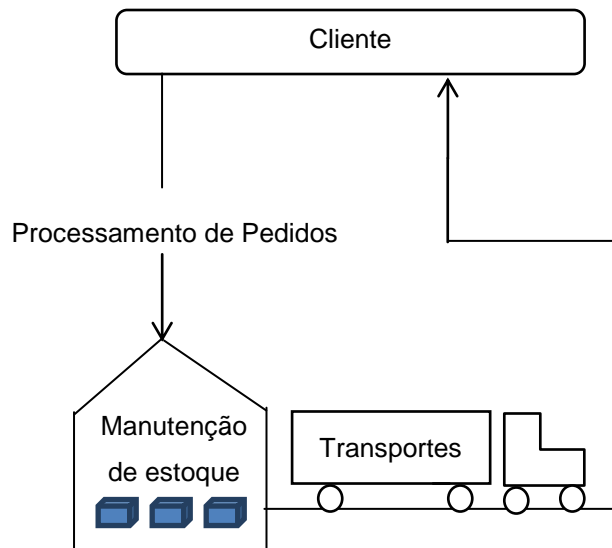 Cliente
Processamento de Pedidos
Manutenção
de estoque
Transportes